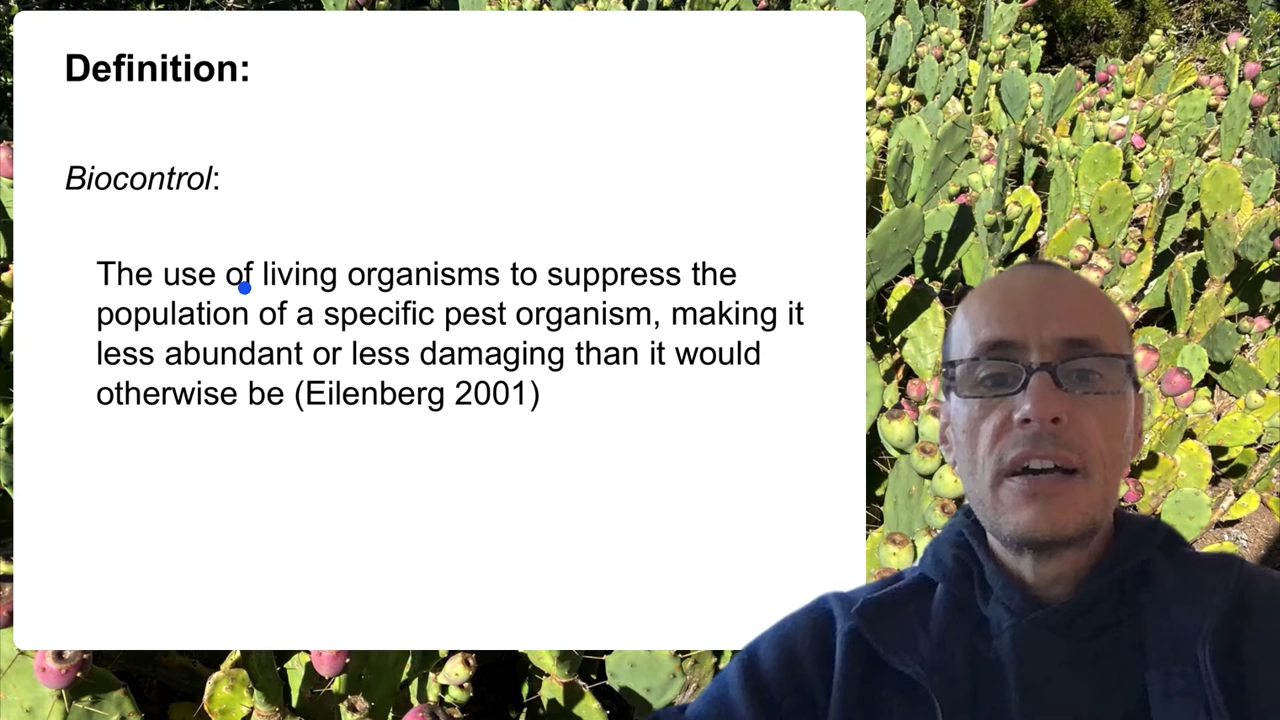 Definition:
Biocontrol:
The use of living organisms to suppress the
population of a specific pest organism, making it
less abundant or less damaging than it would
otherwise be (Eilenberg 2001)